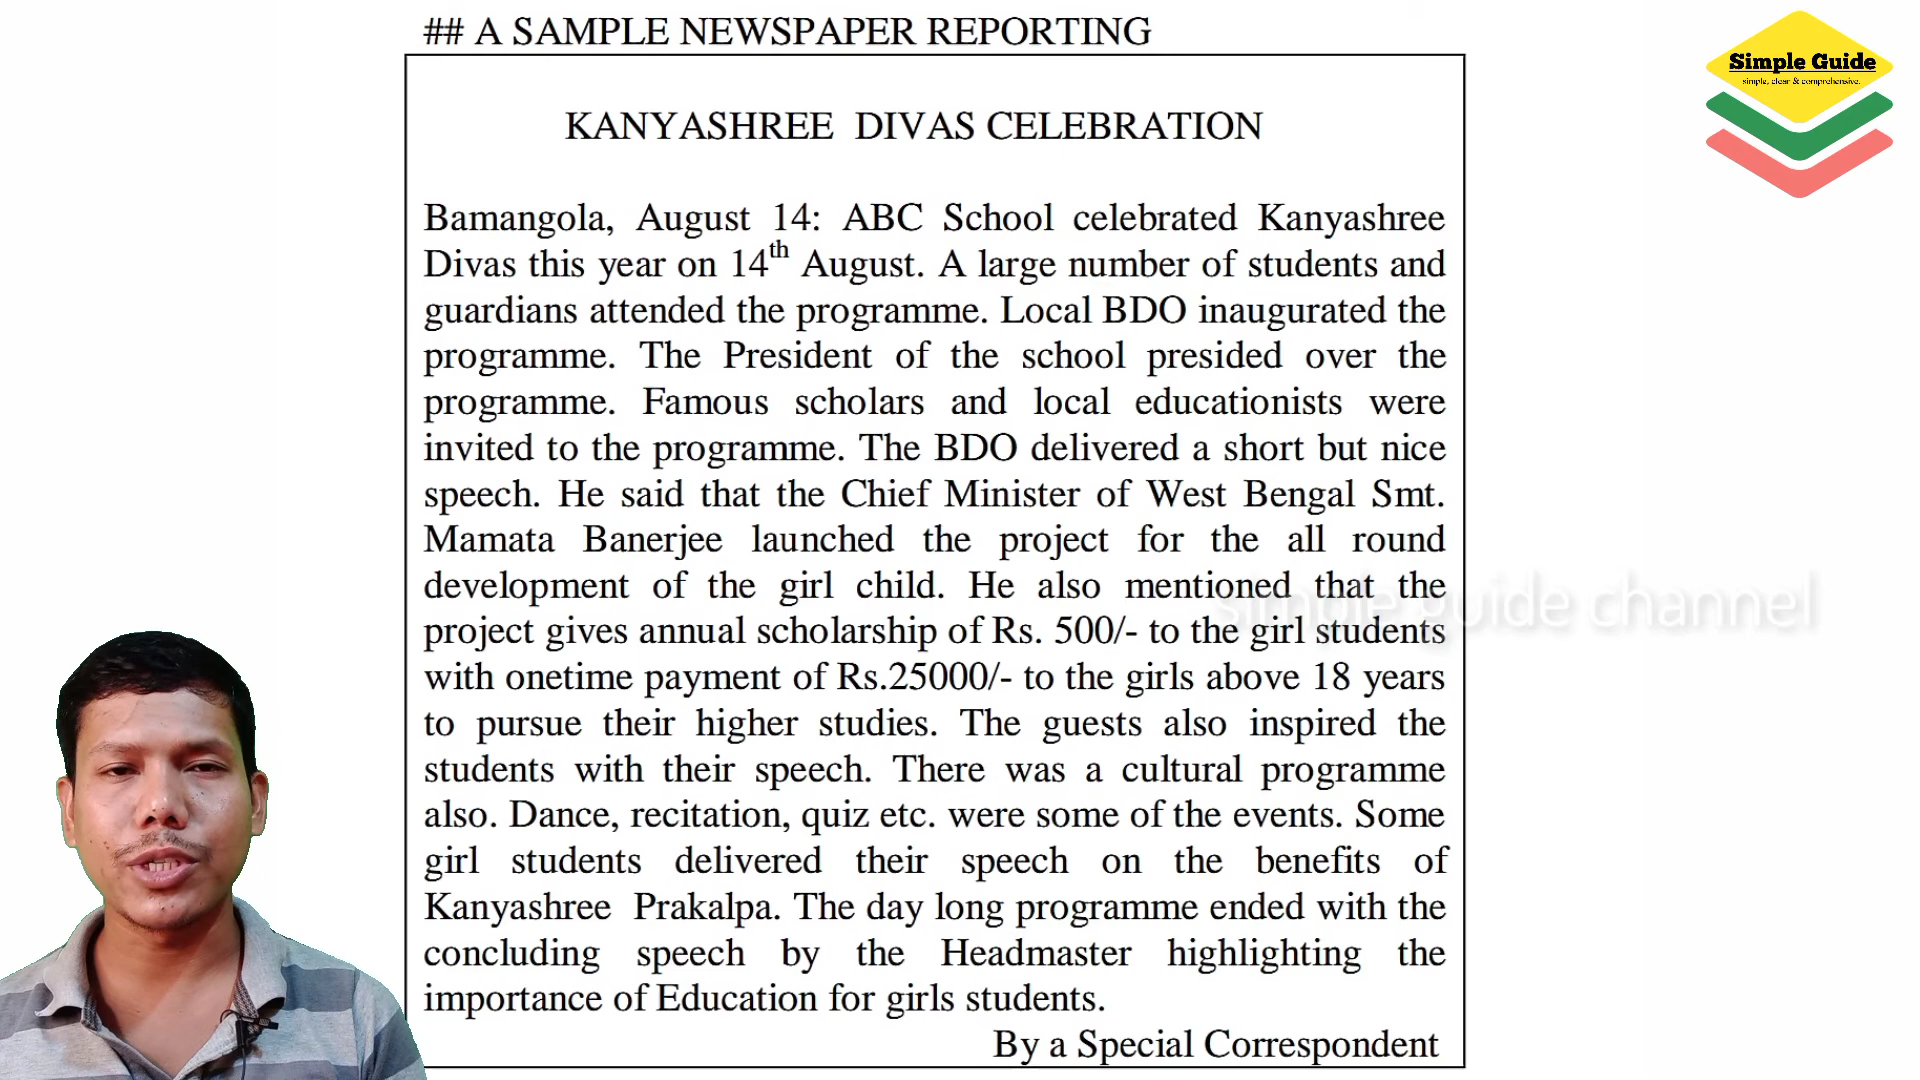 ## A SAMPLE NEWSPAPER REPORTING
Simple Guide
simple, clear & comprehensive.
KANYASHREE DIVAS CELEBRATION
Bamangola, August 14: ABC School celebrated Kanyashree
Divas this year on 14th August. A large number of students and
guardians attended the programme. Local BDO inaugurated the
programme. The President of the school presided over the
programme. Famous scholars and local educationists were
invited to the programme. The BDO delivered a short but nice
speech. He said that the Chief Minister of West Bengal Smt.
Mamata Banerjee launched the project for the all round
development of the girl child. He also mentioned that the
project gives annual scholarship of Rs. 500/- to the girl students
with onetime payment of Rs.25000/- to the girls above 18 years
to pursue their higher studies. The guests also inspired the
students with their speech. There was a cultural programme
also. Dance, recitation, quiz etc. were some of the events. Some
girl students delivered their speech on the benefits of
Kanyashree Prakalpa. The day long programme ended with the
concluding speech by the Headmaster highlighting the
importance of Education for girls students.
By a Special Correspondent
simple guide channel